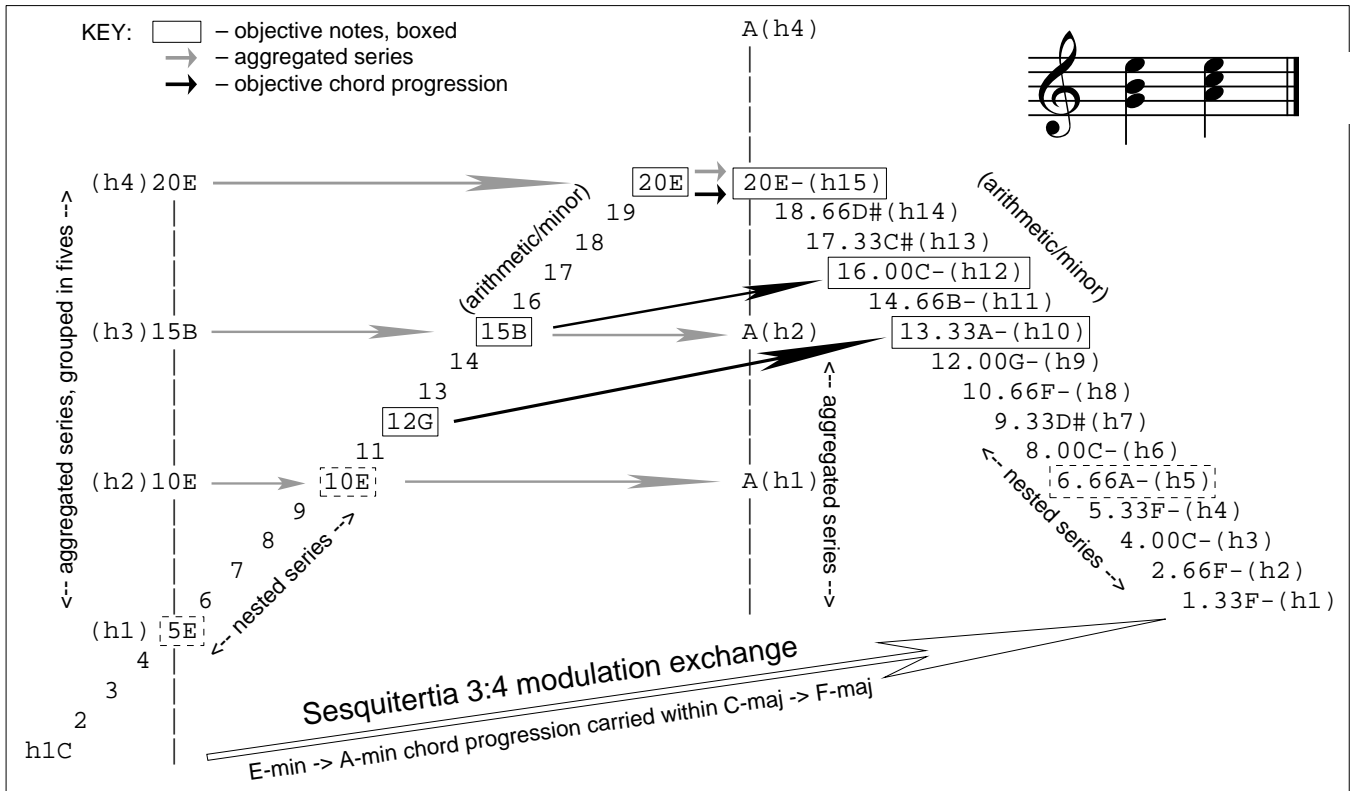 KEY: – objective notes, boxed
– aggregated series
– objective chord progression
A(h4)
(h4)20E
20E
20E-(h15)
19
18.66D#(h14)
18
17.33C#(h13)
17
16.00C-(h12)
16
14.66B-(h11)
(arithmetic/minor)
(arithmetic/minor)
(h3)15B
15B
A(h2)
13.33A-(h10)
14
12.00G-(h9)
13
10.66F-(h8)
12G
9.33D#(h7)
11
8.00C-(h6)
(h2)10E
10E
A(h1)
6.66A-(h5)
9
5.33F-(h4)
8
4.00C-(h3)
7
2.66F-(h2)
6
1.33F-(h1)
(h1) 5E
4
3
2
h1C
<-- aggregated series, grouped in fives -->
<-- nested series -->
<-- aggregated series -->
<-- nested series -->
Sesquitertia 3:4 modulation exchange
E-min -> A-min chord progression carried within C-maj -> F-maj